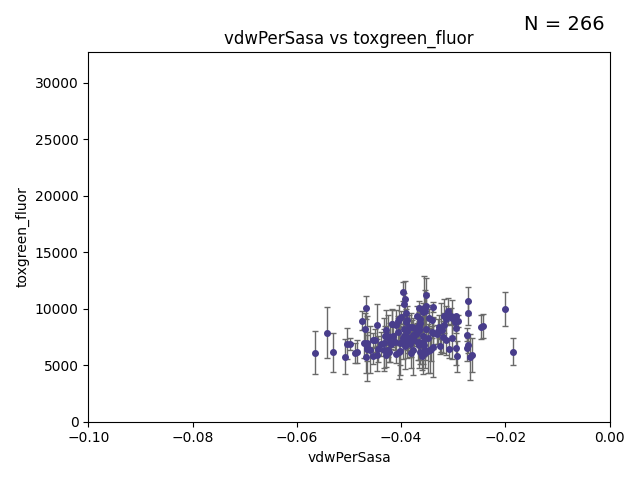 N = 266
vdwPerSasa vs toxgreen_fluor
30000
25000
20000
15000
10000
5000
0
toxgreen_fluor
−0.10 −0.08 −0.06 −0.04 −0.02 0.00
vdwPerSasa